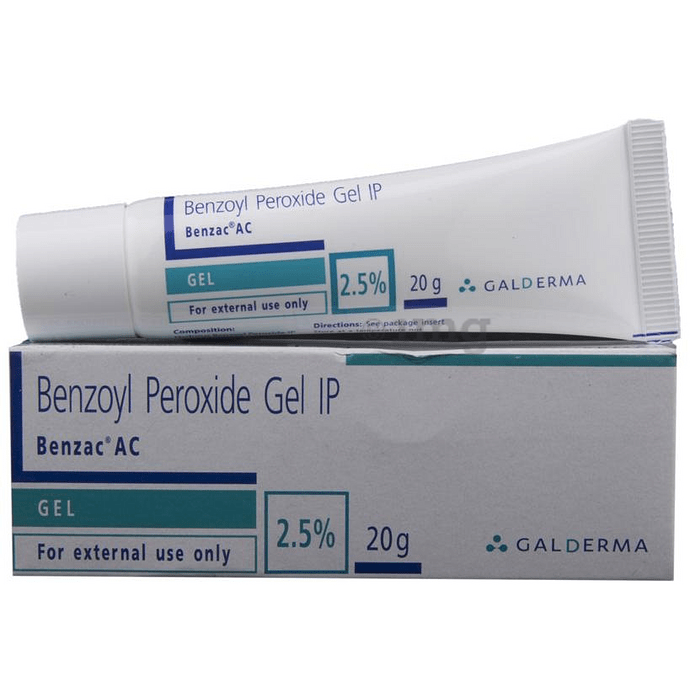 Benzoyl Peroxide Gel IP
Benzac® AC
GEL
For external use only
2.5%
20 g
GALDERMA
Composition:
Directions: See package insert
Benzoyl Peroxide Gel IP
Benzac® AC
GEL
For external use only
2.5%
20 g
GALDERMA